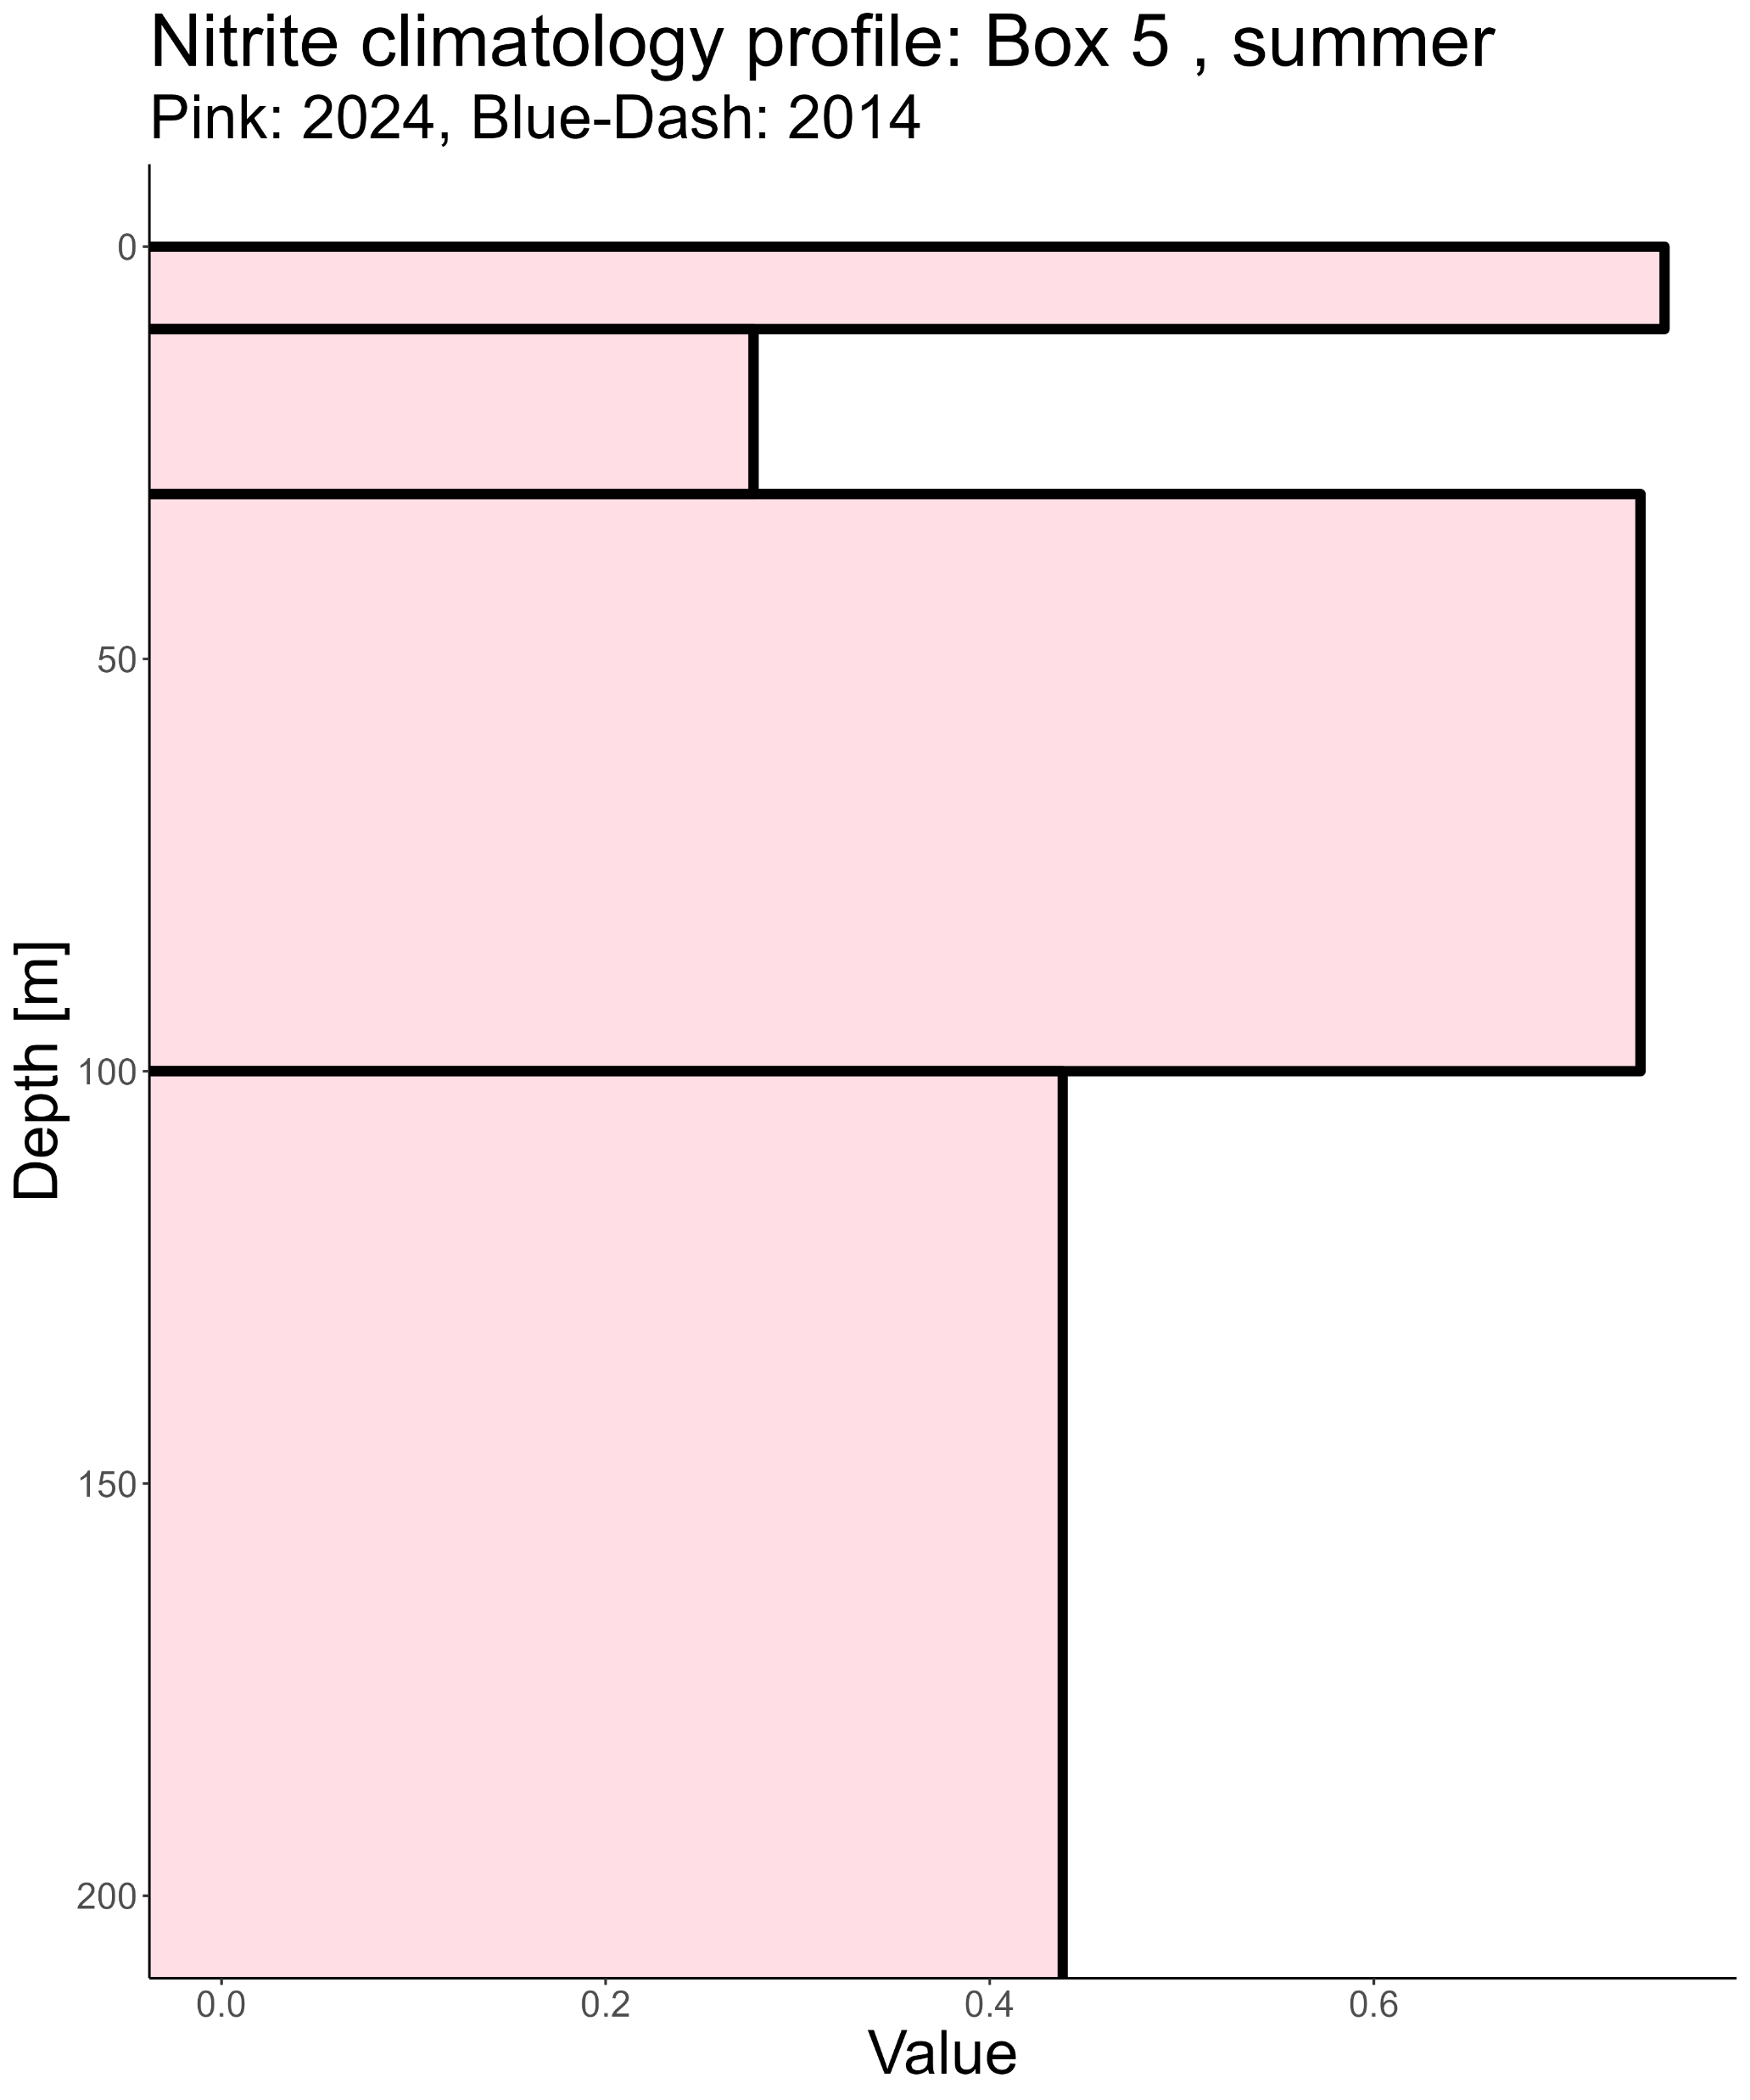 Nitrite climatology profile: Box 5 , summer
Pink: 2024, Blue-Dash: 2014
0
50
100
150
200
Depth [m]
0.0 0.2 0.4 0.6
Value